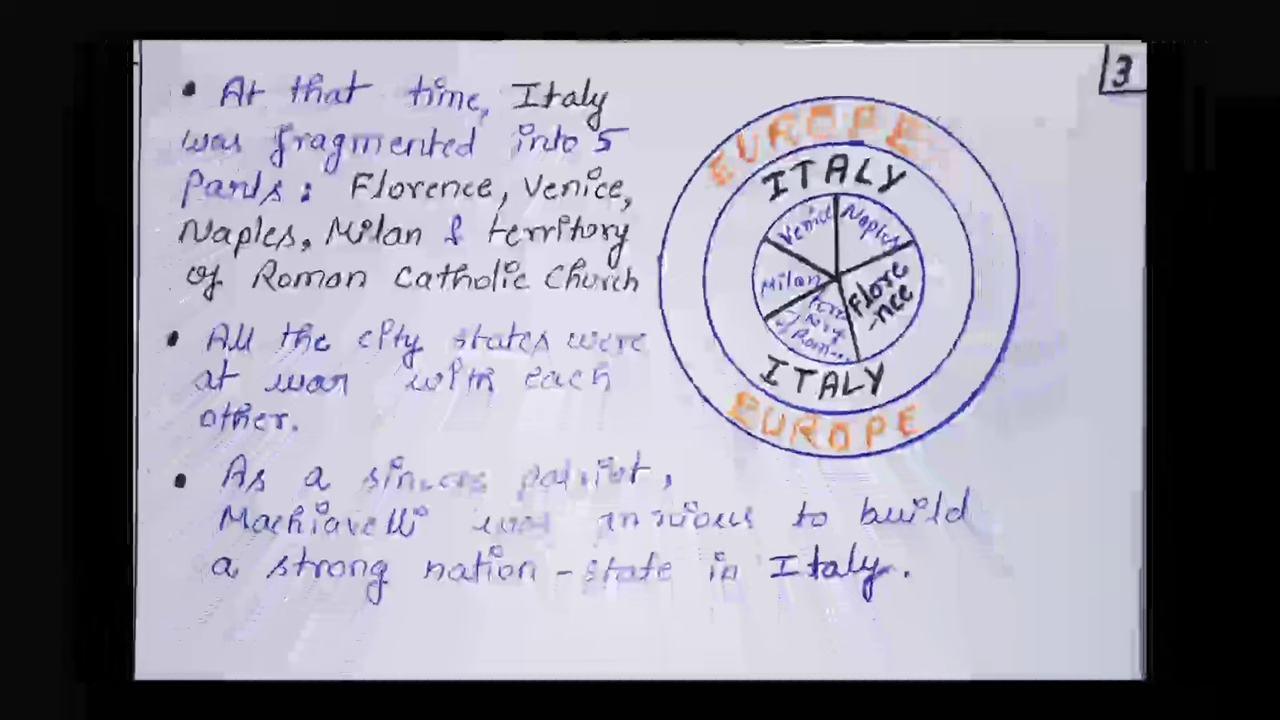 3
• At that time, Italy
was fragmented into 5
Parts: Florence, Venice,
Naples, Milan & territory
of Roman Catholic Church
• All the city states were
at war with each
other.
• As a sincere patriot,
Machiavelli was anxious to build
a strong nation-state in Italy.
EUROPE
ITALY
Venice
Naples
Milan
Flore
-nce
of Rom...
ITALY
EUROPE